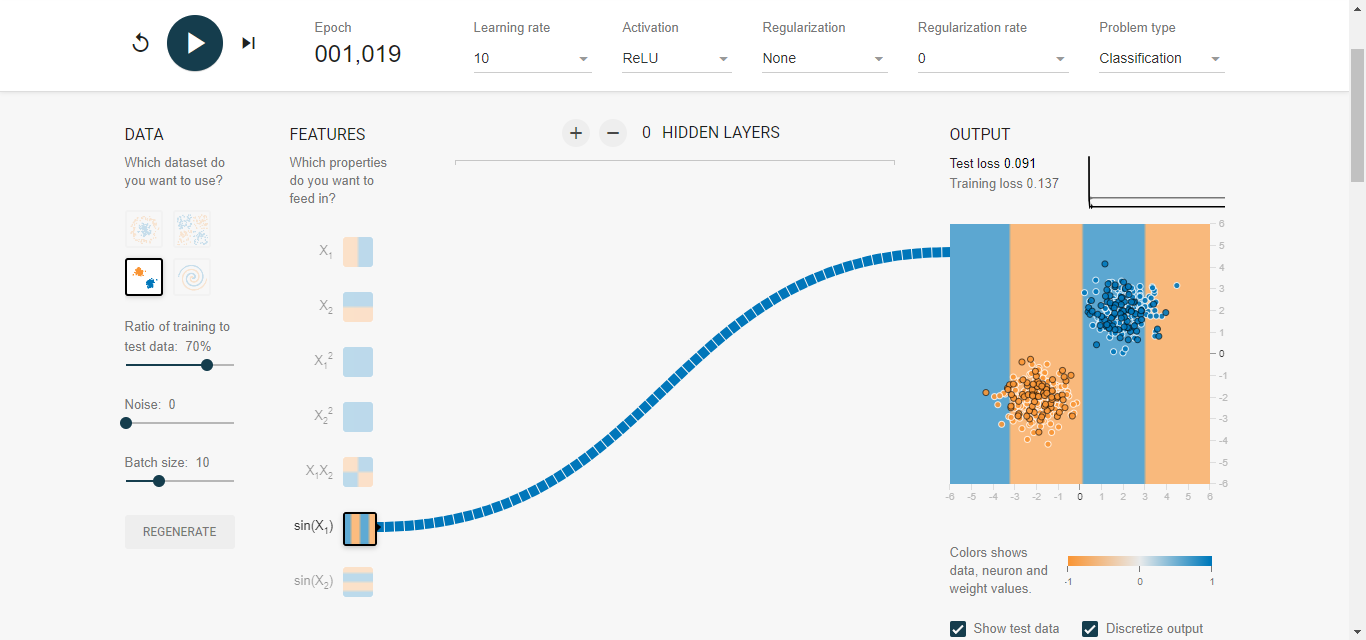 Epoch
001,019
Learning rate
10
Activation
ReLU
Regularization
None
Regularization rate
0
Problem type
Classification
DATA
Which dataset do
you want to use?
Ratio of training to
test data: 70%
Noise: 0
Batch size: 10
REGENERATE
FEATURES
Which properties
do you want to
feed in?
X1
X2
X1²
X2²
X1X2
sin(X1)
sin(X2)
+ − 0 HIDDEN LAYERS
OUTPUT
Test loss 0.091
Training loss 0.137
6
5
4
3
2
1
0
-1
-2
-3
-4
-5
-6
-6 -5 -4 -3 -2 -1 0 1 2 3 4 5 6
Colors shows
data, neuron and
weight values.
-1 0 1
Show test data
Discretize output